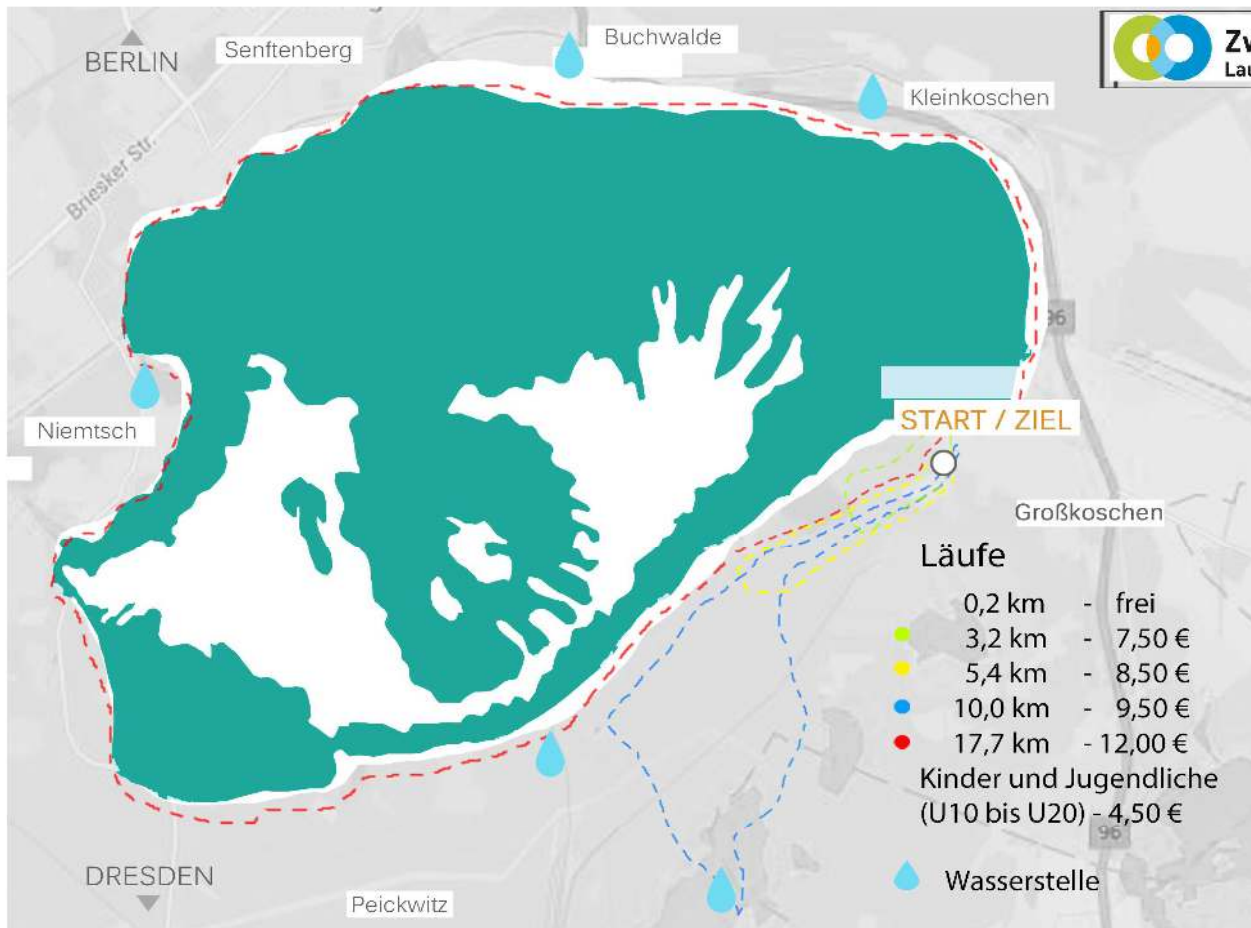 BERLIN
Senftenberg
Buchwalde
Kleinkoschen
Briesker Str.
96
Niemtsch
START / ZIEL
Großkoschen
Läufe
0,2 km - frei
3,2 km - 7,50 €
5,4 km - 8,50 €
10,0 km - 9,50 €
17,7 km - 12,00 €
Kinder und Jugendliche
(U10 bis U20) - 4,50 €
96
Wasserstelle
DRESDEN
Peickwitz